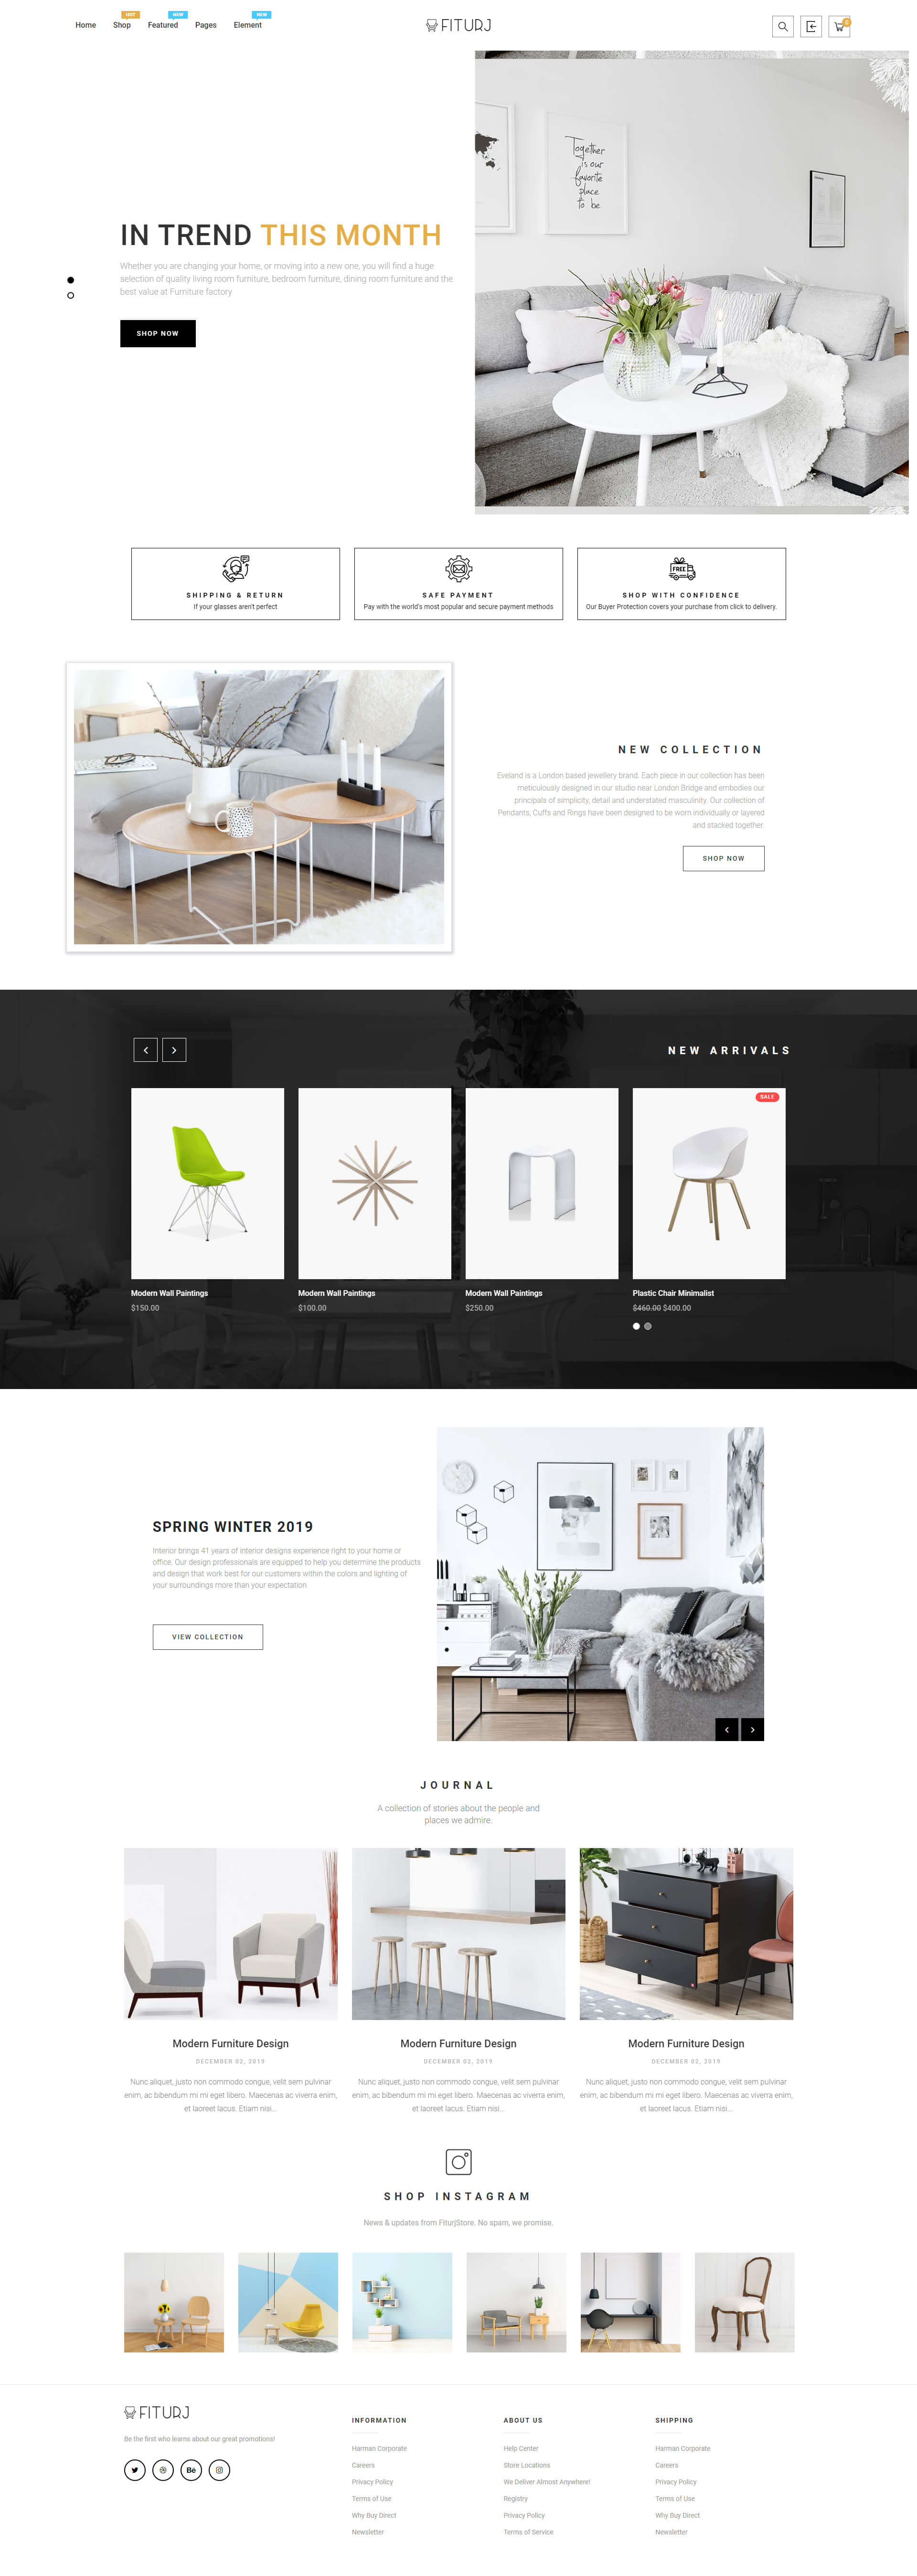 HOT NEW NEW
Home Shop Featured Pages Element
FITURJ
0
Together
is our
favorite
place
to be
IN TREND THIS MONTH
Whether you are changing your home, or moving into a new one, you will find a huge
selection of quality living room furniture, bedroom furniture, dining room furniture and the
best value at Furniture factory
SHOP NOW
FREE
SHIPPING & RETURN
If your glasses aren't perfect
SAFE PAYMENT
Pay with the world's most popular and secure payment methods
SHOP WITH CONFIDENCE
Our Buyer Protection covers your purchase from click to delivery.
NEW COLLECTION
Eveland is a London based jewellery brand. Each piece in our collection has been
meticulously designed in our studio near London Bridge and embodies our
principals of simplicity, detail and understated masculinity. Our collection of
Pendants, Cuffs and Rings have been designed to be worn individually or layered
and stacked together.
SHOP NOW
NEW ARRIVALS
SALE
Modern Wall Paintings
$150.00
Modern Wall Paintings
$100.00
Modern Wall Paintings
$250.00
Plastic Chair Minimalist
$460.00 $400.00
SPRING WINTER 2019
Interior brings 41 years of interior designs experience right to your home or
office. Our design professionals are equipped to help you determine the products
and design that work best for our customers within the colors and lighting of
your surroundings more than your expectation
VIEW COLLECTION
JOURNAL
A collection of stories about the people and
places we admire.
Modern Furniture Design
DECEMBER 02, 2019
Nunc aliquet, justo non commodo congue, velit sem pulvinar
enim, ac bibendum mi mi eget libero. Maecenas ac viverra enim,
et laoreet lacus. Etiam nisi...
Modern Furniture Design
DECEMBER 02, 2019
Nunc aliquet, justo non commodo congue, velit sem pulvinar
enim, ac bibendum mi mi eget libero. Maecenas ac viverra enim,
et laoreet lacus. Etiam nisi...
Modern Furniture Design
DECEMBER 02, 2019
Nunc aliquet, justo non commodo congue, velit sem pulvinar
enim, ac bibendum mi mi eget libero. Maecenas ac viverra enim,
et laoreet lacus. Etiam nisi...
SHOP INSTAGRAM
News & updates from FiturjStore. No spam, we promise.
FITURJ
Be the first who learns about our great promotions!
Bē
INFORMATION
Harman Corporate
Careers
Privacy Policy
Terms of Use
Why Buy Direct
Newsletter
ABOUT US
Help Center
Store Locations
We Deliver Almost Anywhere!
Registry
Privacy Policy
Terms of Service
SHIPPING
Harman Corporate
Careers
Privacy Policy
Terms of Use
Why Buy Direct
Newsletter